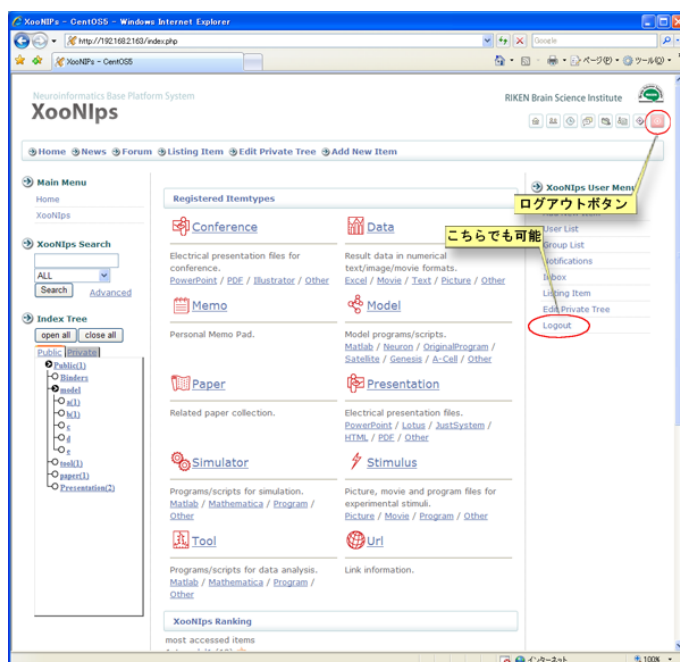 XooNIPs - CentOS5 - Windows Internet Explorer
http://192.168.2.163/index.php
Google
XooNIPs - CentOS5
ページ(P)
ツール(O)
Neuroinformatics Base Platform System
XooNIps
RIKEN Brain Science Institute
Home
News
Forum
Listing Item
Edit Private Tree
Add New Item
Main Menu
Home
XooNIps
XooNIps Search
ALL
Search
Advanced
Index Tree
open all
close all
Public
Private
Public(1)
Binders
model
a(1)
b(1)
c
d
e
tool(1)
paper(1)
Presentation(2)
Registered Itemtypes
Conference
Electrical presentation files for
conference.
PowerPoint / PDF / Illustrator / Other
Data
Result data in numerical
text/image/movie formats.
Excel / Movie / Text / Picture / Other
Memo
Personal Memo Pad.
Model
Model programs/scripts.
Matlab / Neuron / OriginalProgram /
Satellite / Genesis / A-Cell / Other
Paper
Related paper collection.
Presentation
Electrical presentation files.
PowerPoint / Lotus / JustSystem /
HTML / PDF / Other
Simulator
Programs/scripts for simulation.
Matlab / Mathematica / Program /
Other
Stimulus
Picture, movie and program files for
experimental stimuli.
Picture / Movie / Program / Other
Tool
Programs/scripts for data analysis.
Matlab / Mathematica / Program /
Other
Url
Link information.
XooNIps Ranking
most accessed items
XooNIps User Menu
ログアウトボタン
User List
こちらでも可能
Group List
Notifications
Inbox
Listing Item
Edit Private Tree
Logout
インターネット
100%